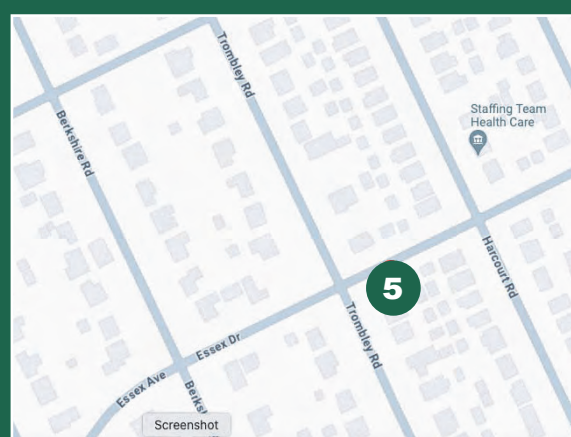 Trombley Rd
Berkshire Rd
Staffing Team
Health Care
Harcourt Rd
5
Trombley Rd
Essex Dr
Essex Ave
Screenshot